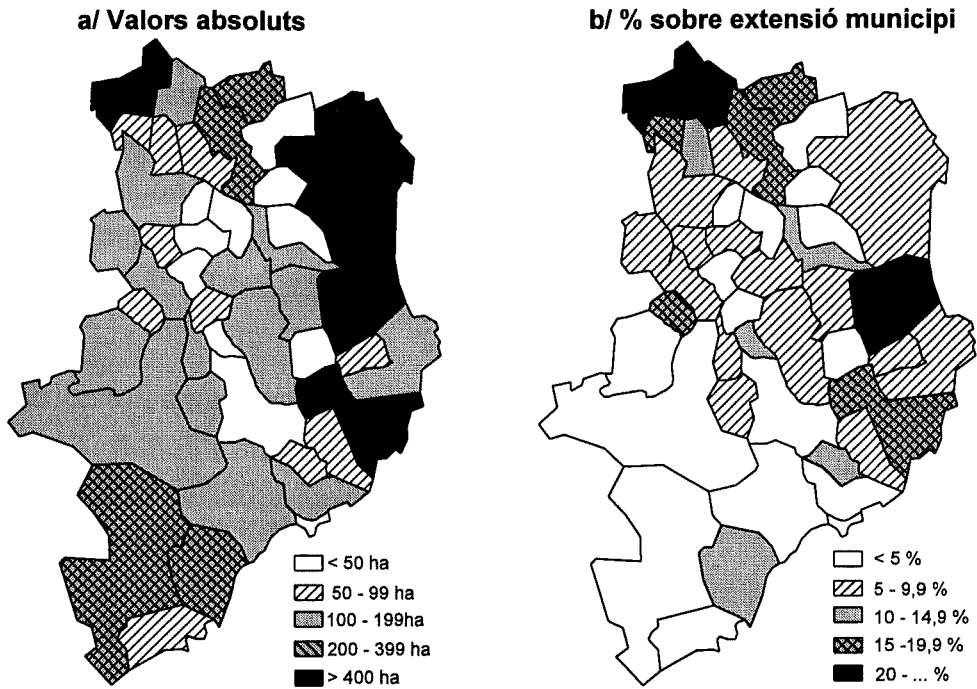 a/ Valors absoluts
b/ % sobre extensió municipi
< 50 ha
50 - 99 ha
100 - 199ha
200 - 399 ha
> 400 ha
< 5 %
5 - 9,9 %
10 - 14,9 %
15 -19,9 %
20 - ... %